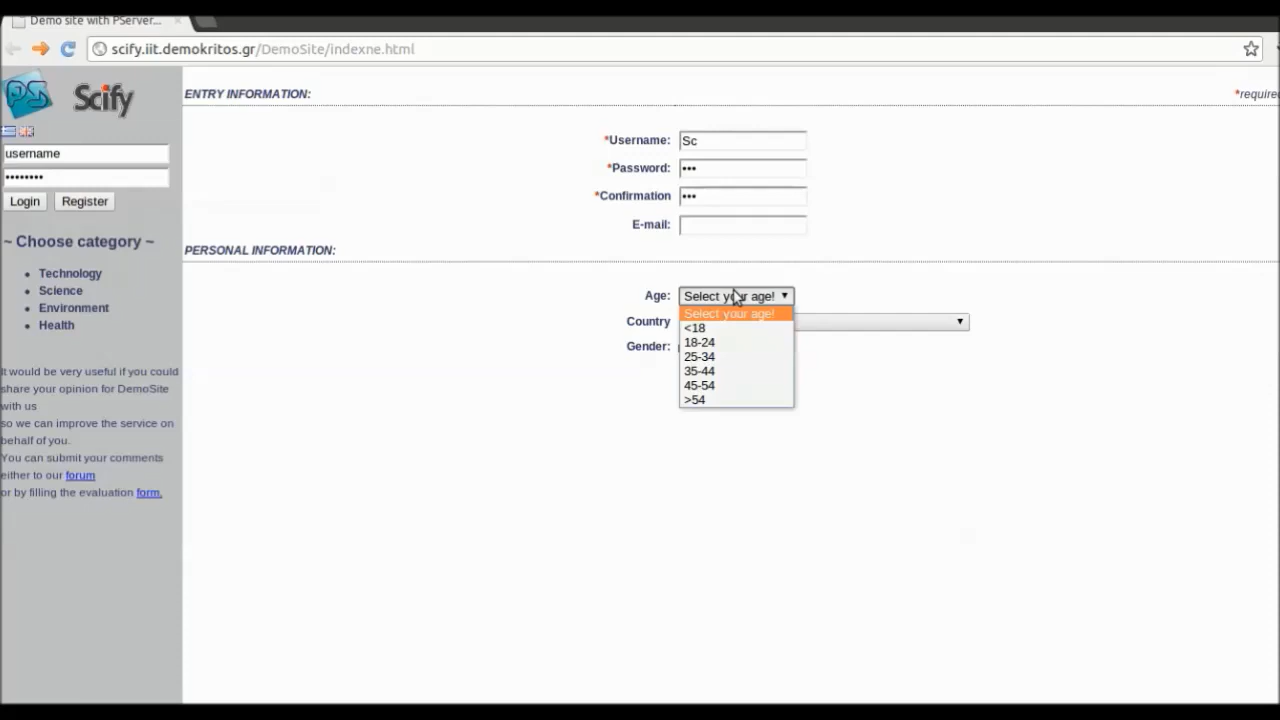 Demo site with PServer...
scify.iit.demokritos.gr/DemoSite/indexne.html
PS Scify
username
••••••••
Login Register
~ Choose category ~
• Technology
• Science
• Environment
• Health
It would be very useful if you could
share your opinion for DemoSite
with us
so we can improve the service on
behalf of you.
You can submit your comments
either to our forum
or by filling the evaluation form.
ENTRY INFORMATION:
*require
*Username: Sc
*Password: •••
*Confirmation •••
E-mail:
PERSONAL INFORMATION:
Age: Select your age!
Select your age!
<18
18-24
25-34
35-44
45-54
>54
Country
Gender: